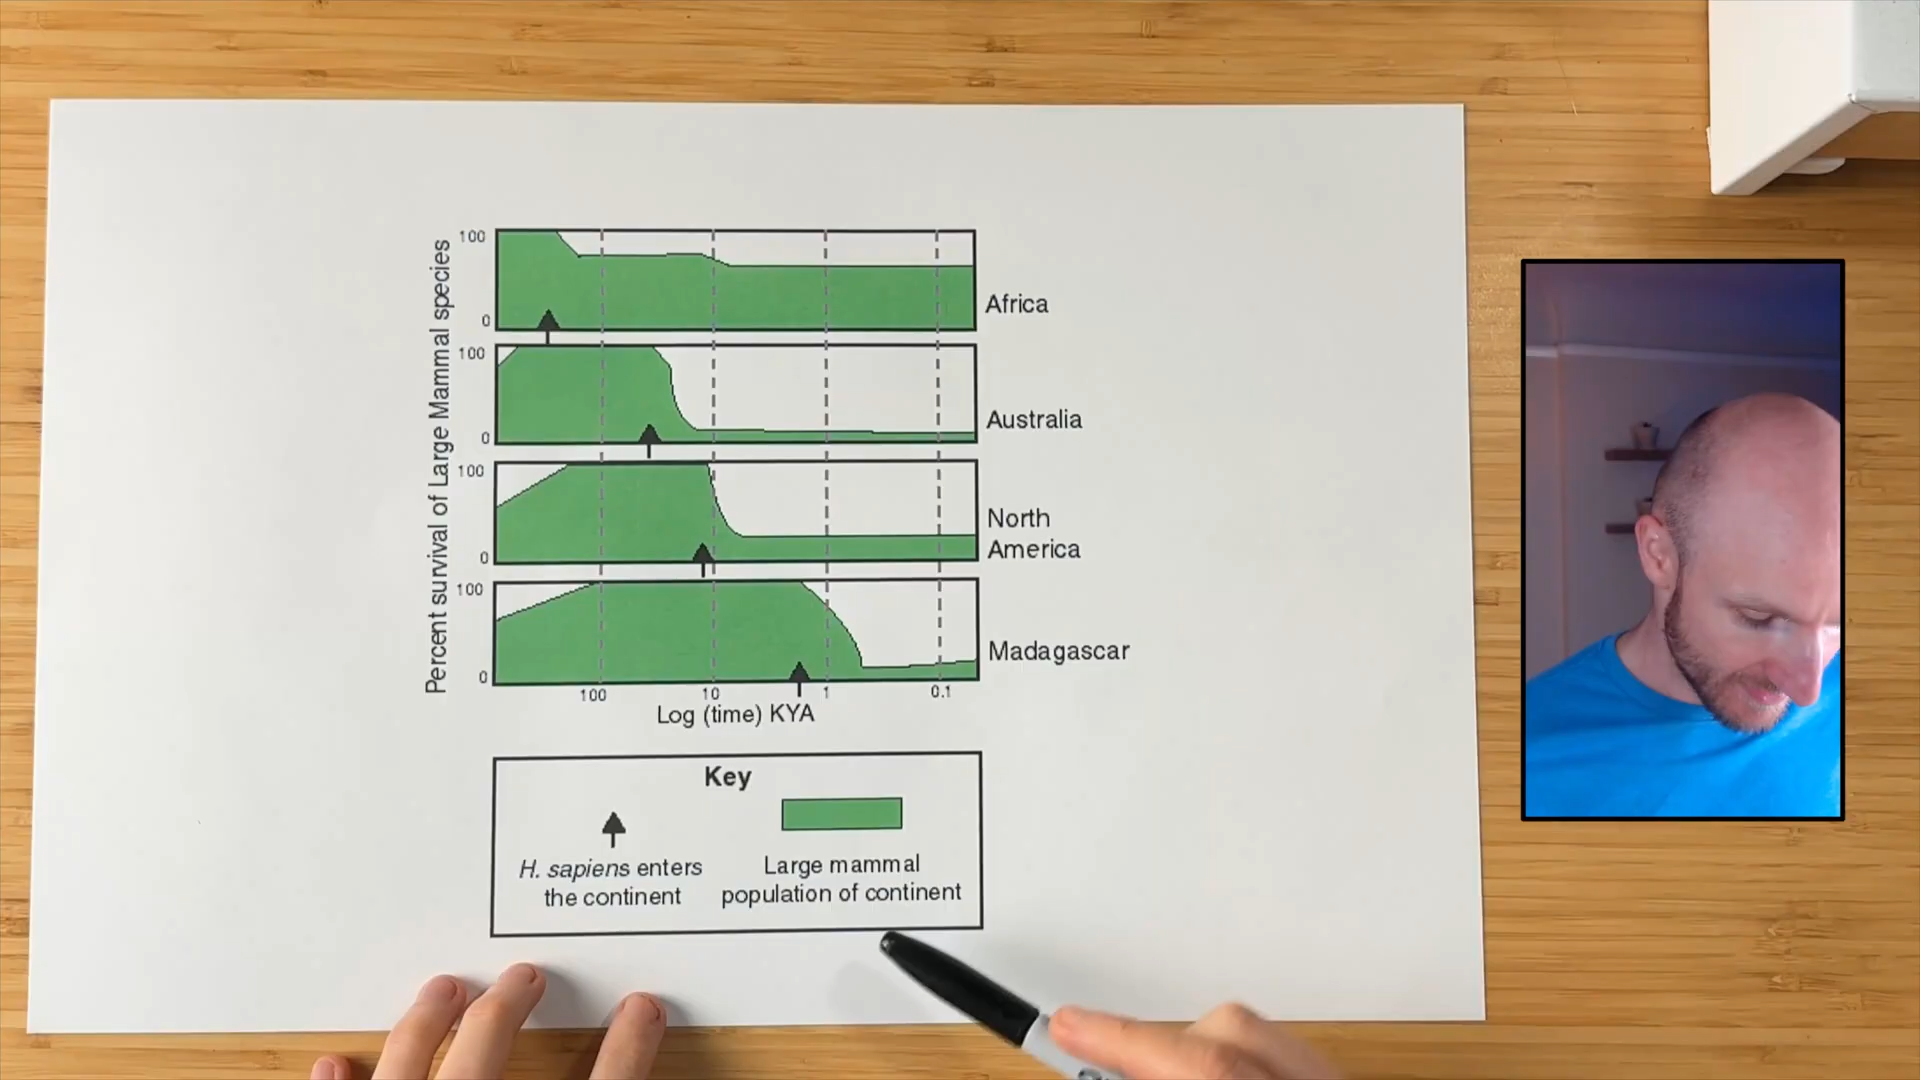 Percent survival of Large Mammal species
100
0
Africa
100
0
Australia
100
0
North
America
100
0
Madagascar
100
10
1
0.1
Log (time) KYA
Key
H. sapiens enters
the continent
Large mammal
population of continent